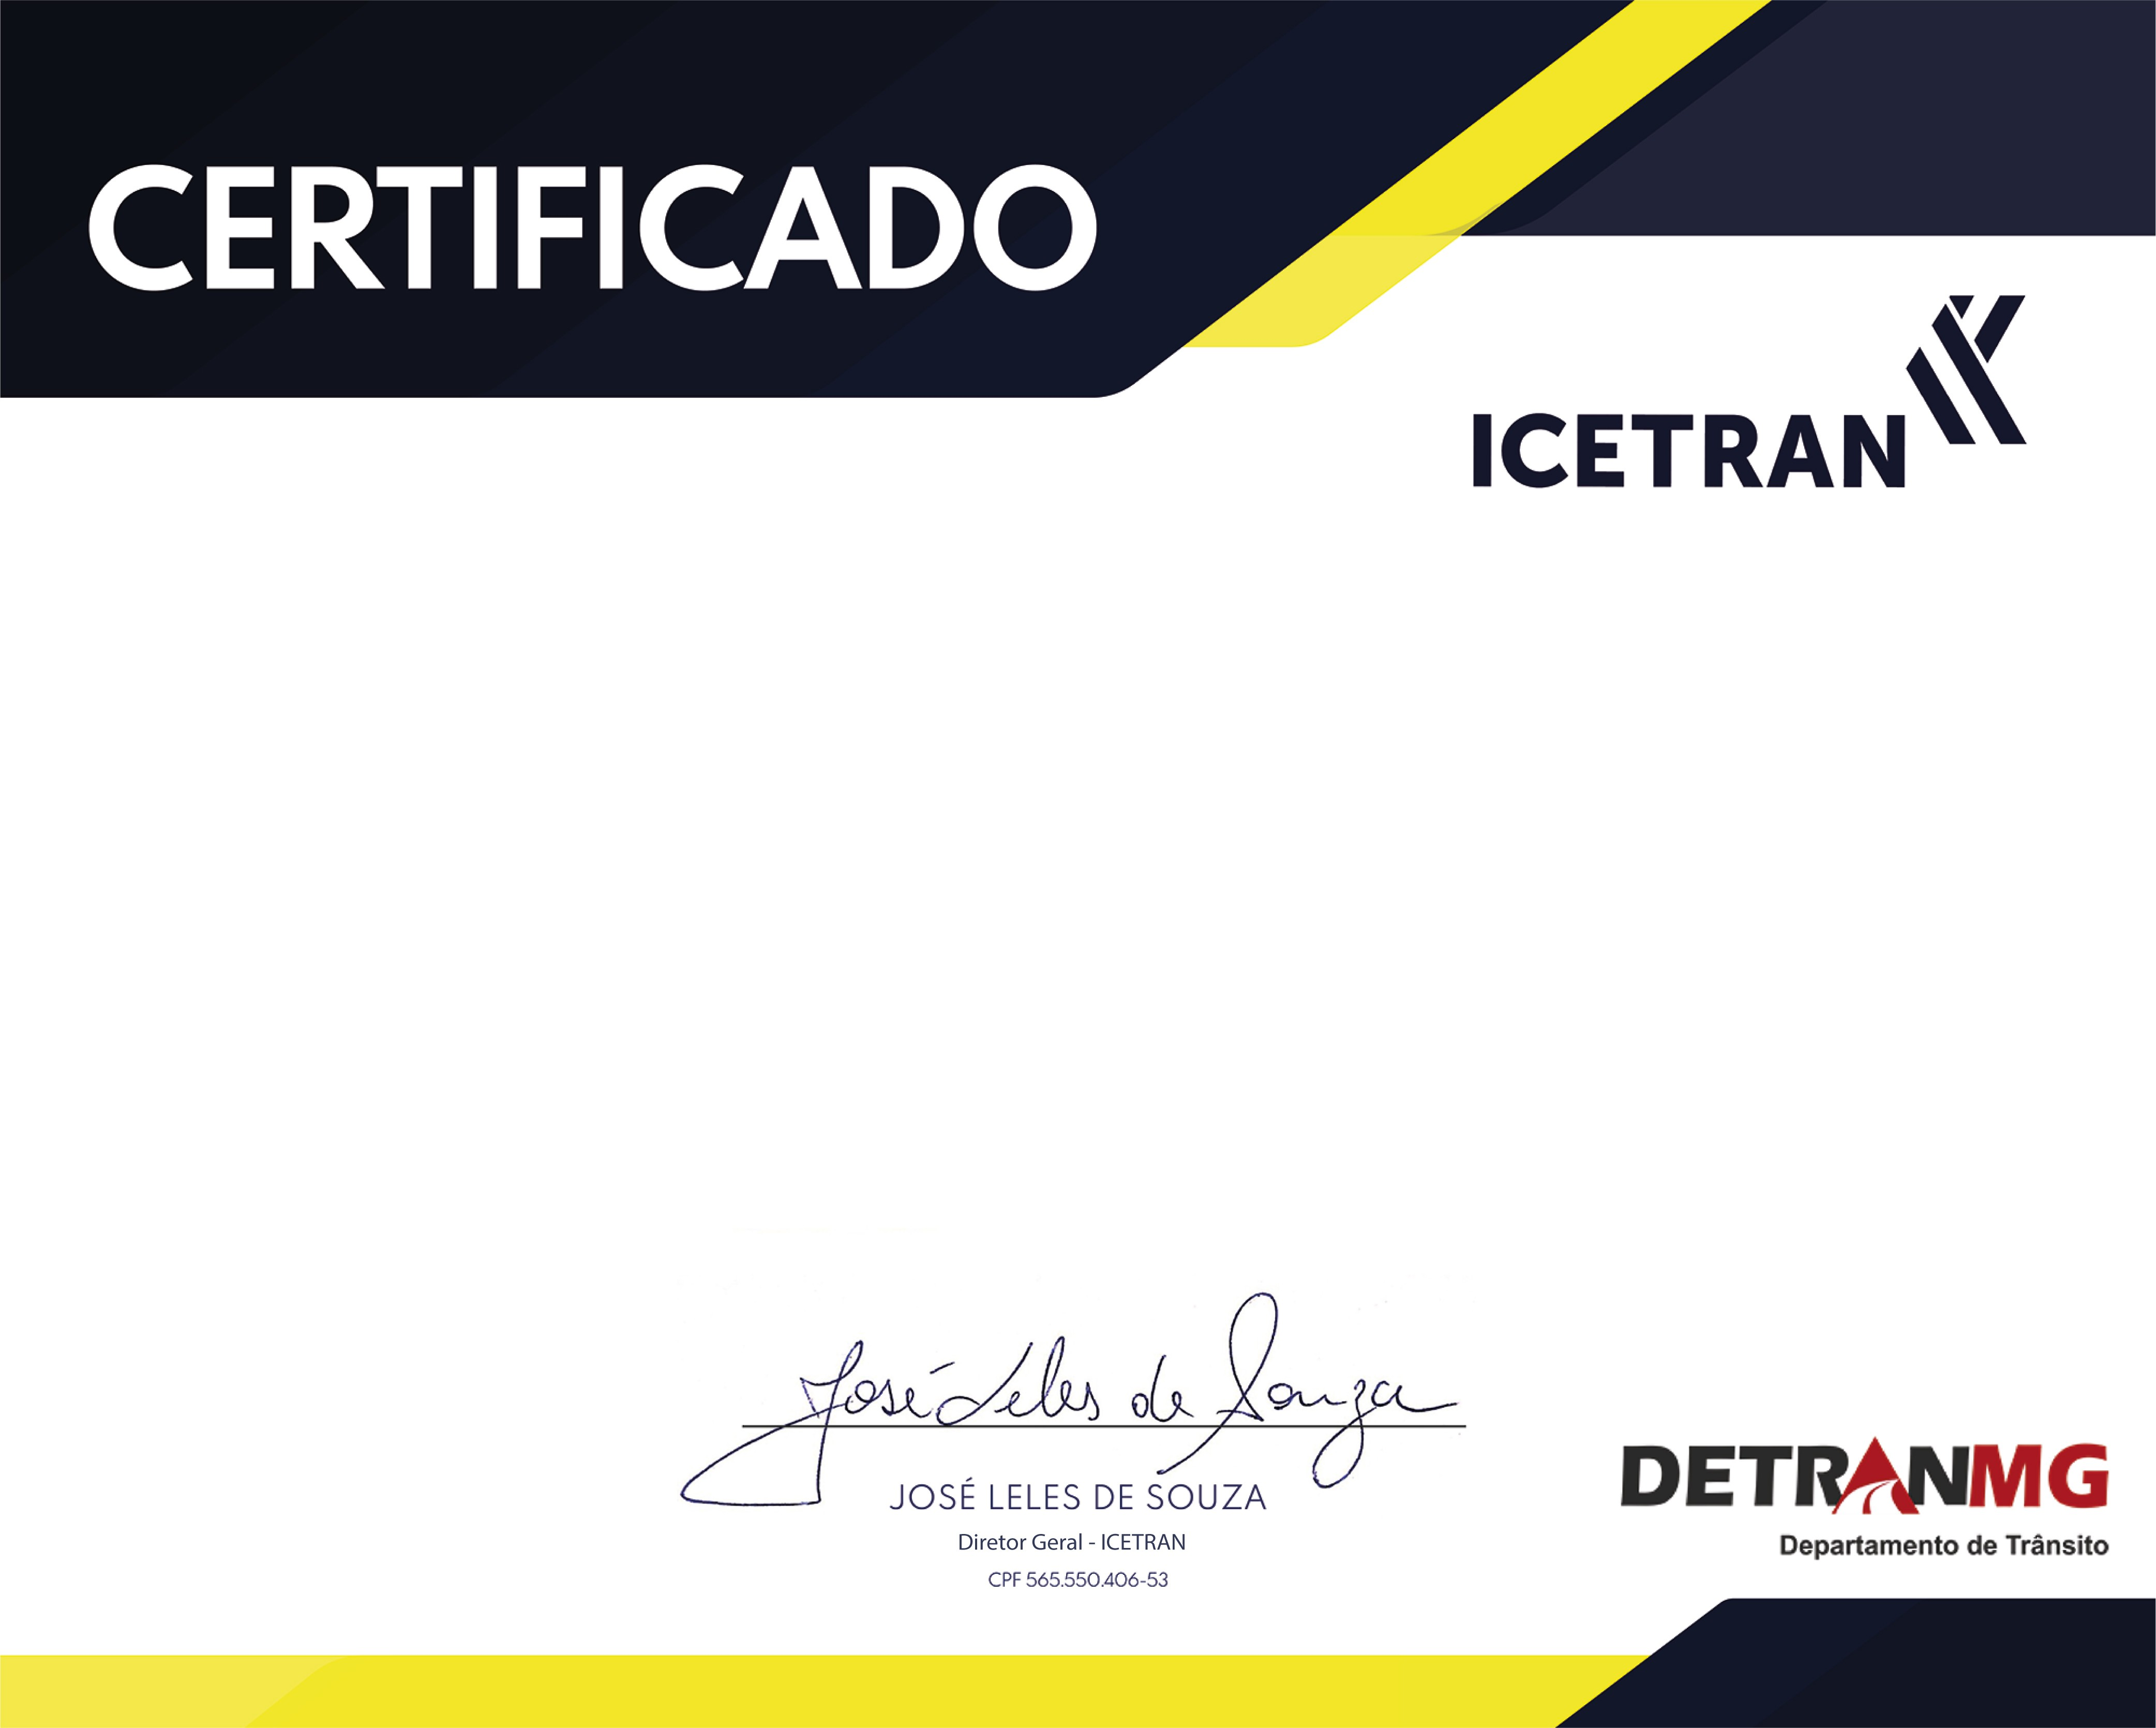 CERTIFICADO
ICETRAN
José Leles de Souza
JOSÉ LELES DE SOUZA
Diretor Geral - ICETRAN
CPF 565.550.406-53
DETRANMG
Departamento de Trânsito